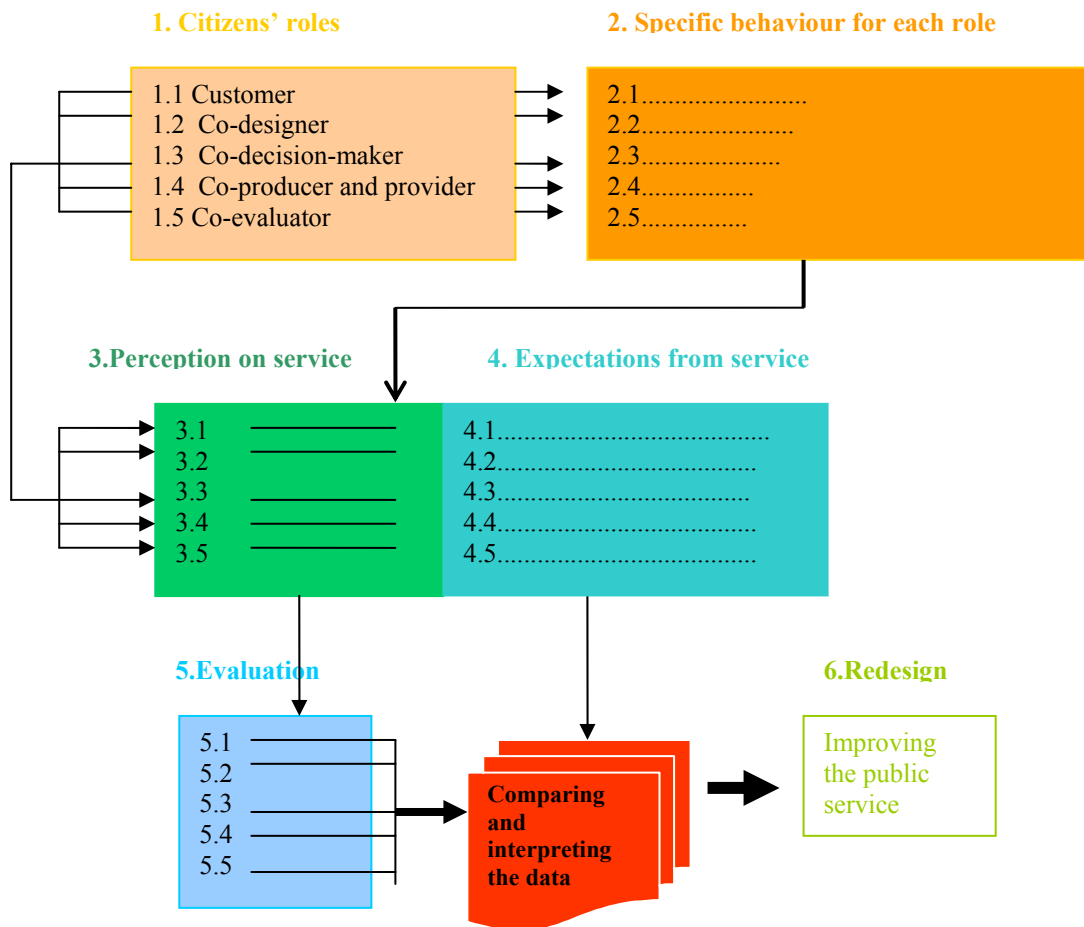 1. Citizens’ roles
2. Specific behaviour for each role
1.1 Customer
1.2 Co-designer
1.3 Co-decision-maker
1.4 Co-producer and provider
1.5 Co-evaluator
2.1.........................
2.2.......................
2.3.....................
2.4.................
2.5................
3.Perception on service
4. Expectations from service
3.1
3.2
3.3
3.4
3.5
4.1.........................................
4.2.......................................
4.3......................................
4.4.......................................
4.5.......................................
5.Evaluation
6.Redesign
5.1
5.2
5.3
5.4
5.5
Comparing
and
interpreting
the data
Improving
the public
service